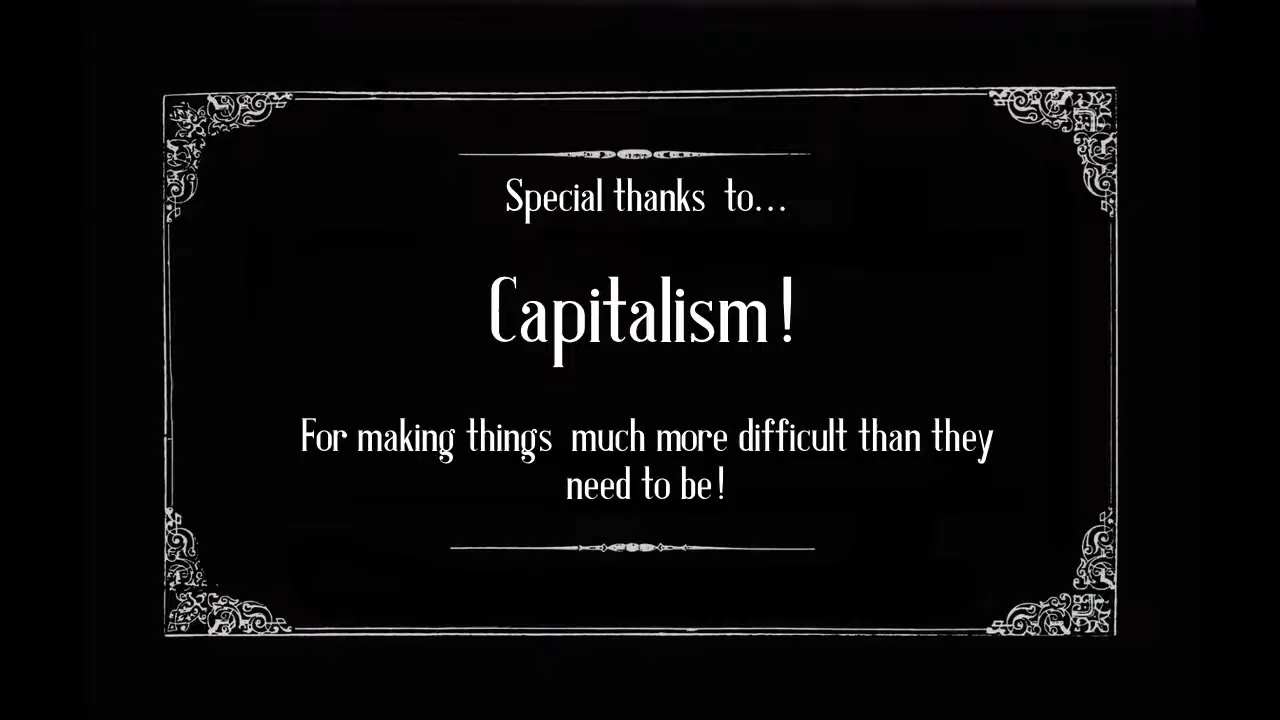 Special thanks to...
Capitalism!
For making things much more difficult than they
need to be!